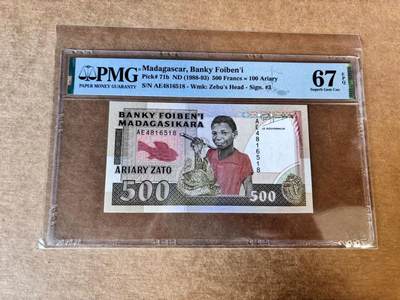 PMG
PAPER MONEY GUARANTY
Madagascar, Banky Foiben'i
Pick# 71b ND (1988-93) 500 Francs = 100 Ariary
S/N AE4816518 - Wmk: Zebu's Head - Sign. #3
67 EPQ
Superb Gem Unc
BANKY FOIBEN'I
MADAGASIKARA
AE4816518
ARIARY ZATO
500
AE4816518
500